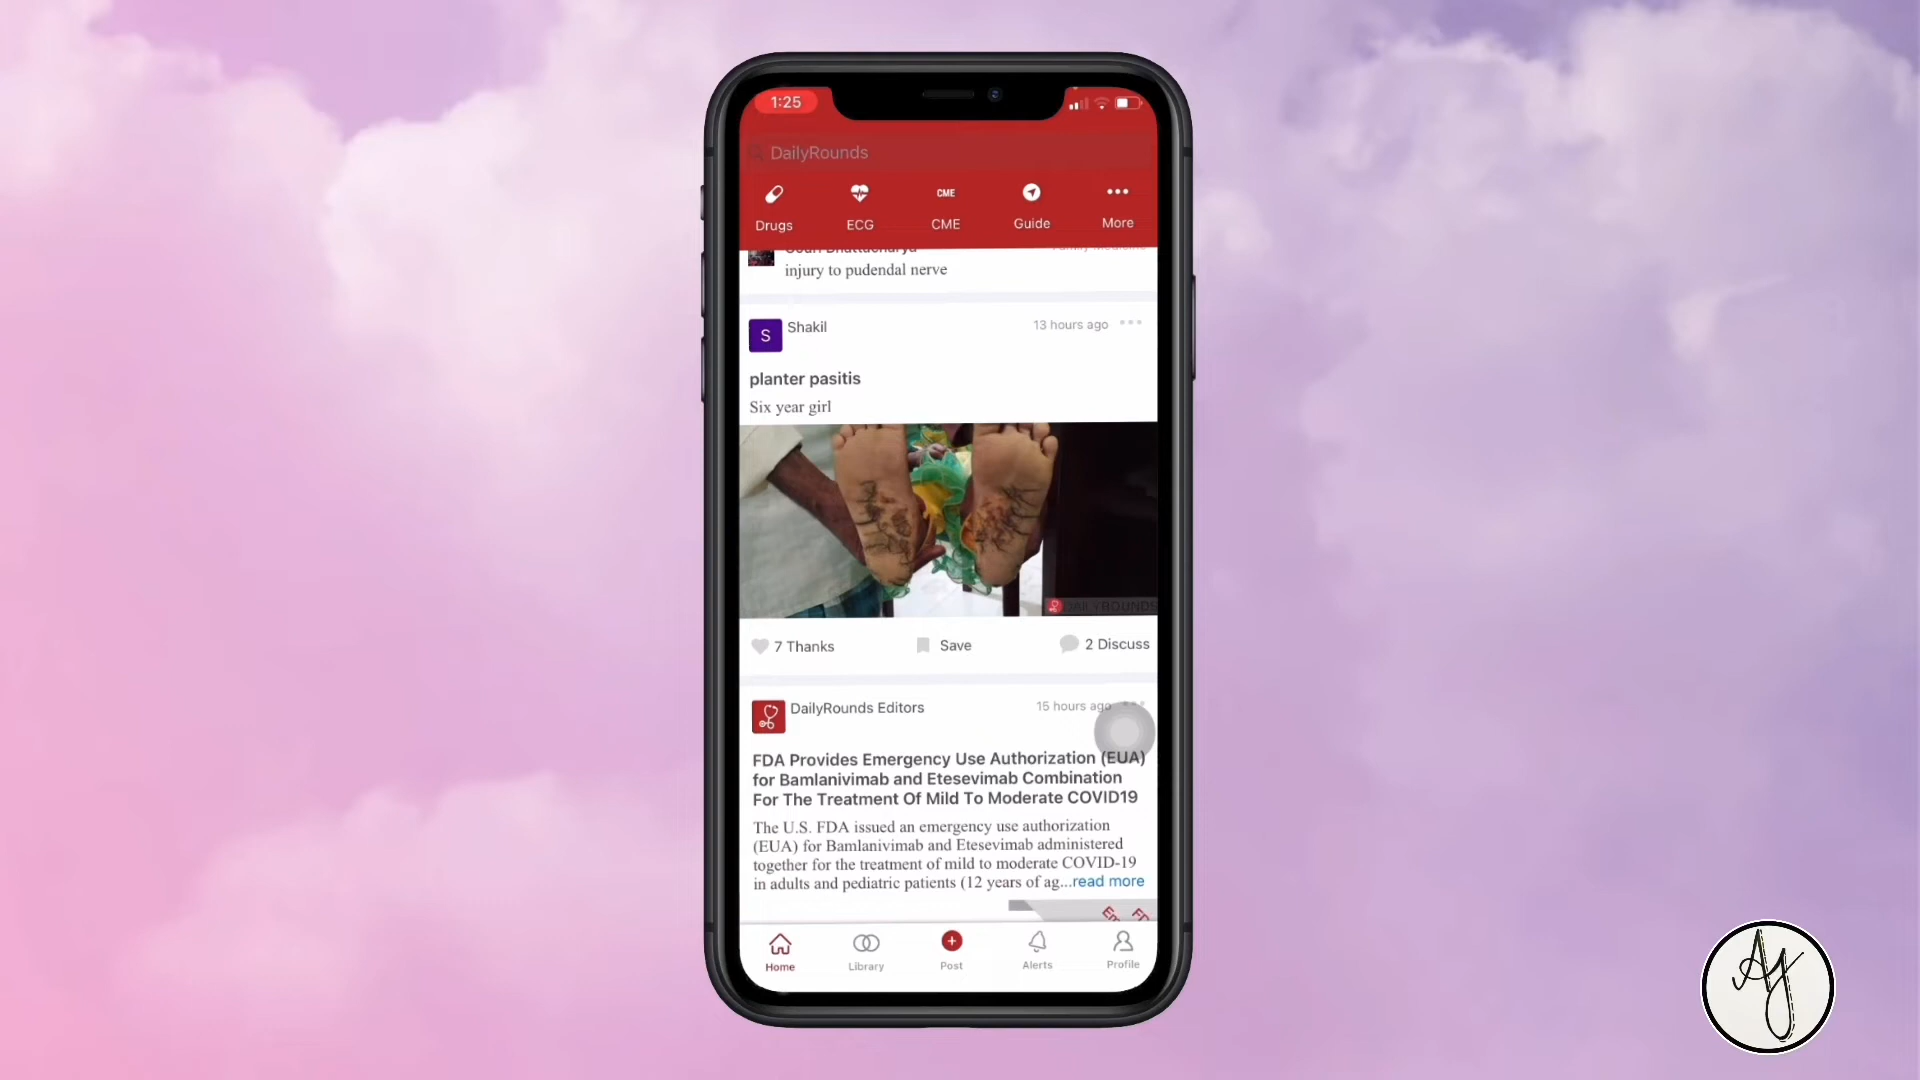 1:25
DailyRounds
Drugs
ECG
CME
CME
Guide
More
injury to pudendal nerve
Shakil
13 hours ago
S
planter pasitis
Six year girl
DAILYROUNDS
7 Thanks
Save
2 Discuss
DailyRounds Editors
15 hours ago
FDA Provides Emergency Use Authorization (EUA)
for Bamlanivimab and Etesevimab Combination
For The Treatment Of Mild To Moderate COVID19
The U.S. FDA issued an emergency use authorization
(EUA) for Bamlanivimab and Etesevimab administered
together for the treatment of mild to moderate COVID-19
in adults and pediatric patients (12 years of ag...read more
Home
Library
Post
Alerts
Profile